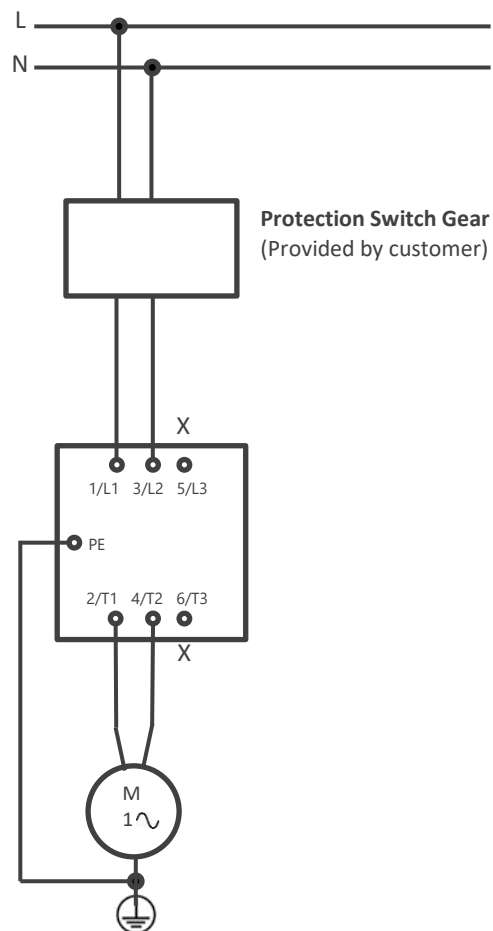 L
N
Protection Switch Gear
(Provided by customer)
X
1/L1 3/L2 5/L3
PE
2/T1 4/T2 6/T3
X
M
1